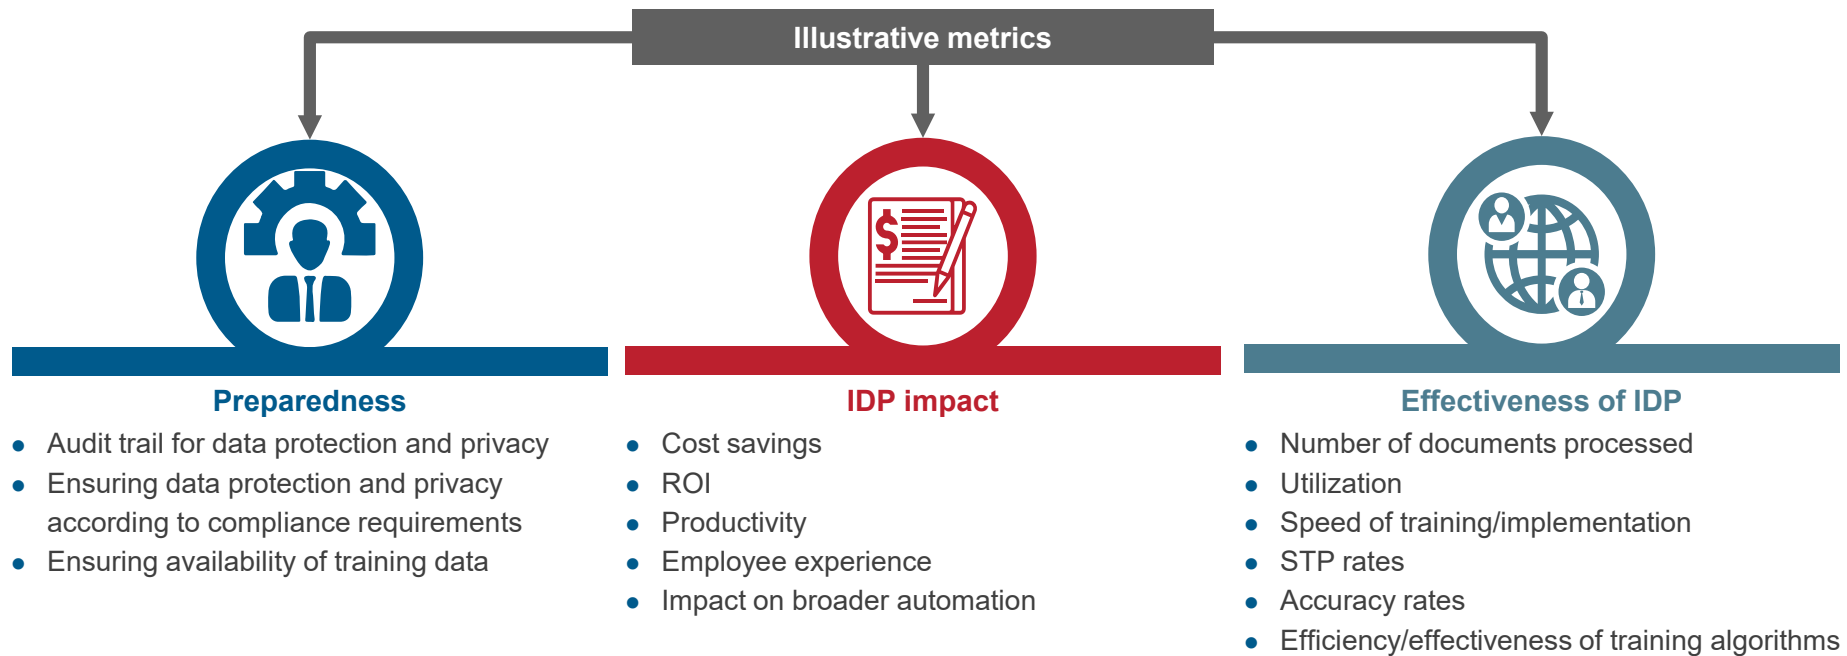 Illustrative metrics
Preparedness
● Audit trail for data protection and privacy
● Ensuring data protection and privacy
according to compliance requirements
● Ensuring availability of training data
$
IDP impact
● Cost savings
● ROI
● Productivity
● Employee experience
● Impact on broader automation
Effectiveness of IDP
● Number of documents processed
● Utilization
● Speed of training/implementation
● STP rates
● Accuracy rates
● Efficiency/effectiveness of training algorithms